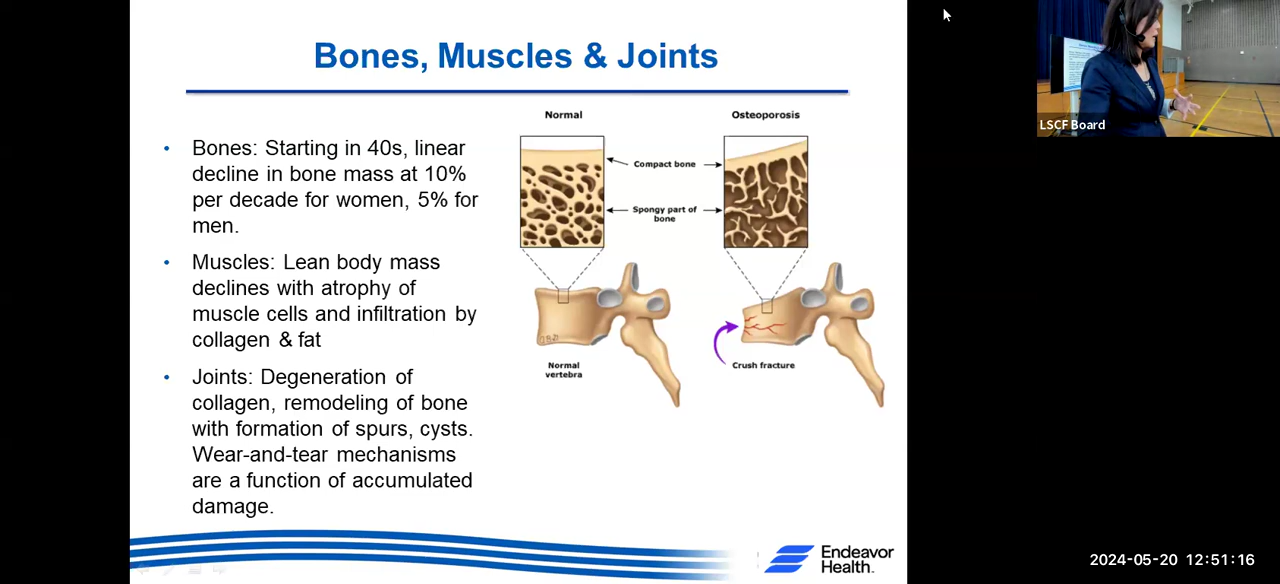 Bones, Muscles & Joints
• Bones: Starting in 40s, linear
decline in bone mass at 10%
per decade for women, 5% for
men.
• Muscles: Lean body mass
declines with atrophy of
muscle cells and infiltration by
collagen & fat
• Joints: Degeneration of
collagen, remodeling of bone
with formation of spurs, cysts.
Wear-and-tear mechanisms
are a function of accumulated
damage.
Normal
Osteoporosis
Compact bone
Spongy part of
bone
Normal
vertebra
Crush fracture
Endeavor
Health.
LSCF Board
2024-05-20 12:51:16